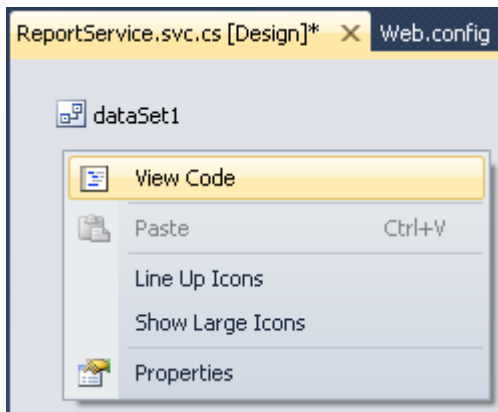 ReportService.svc.cs [Design]* Web.config
dataSet1
View Code
Paste Ctrl+V
Line Up Icons
Show Large Icons
Properties